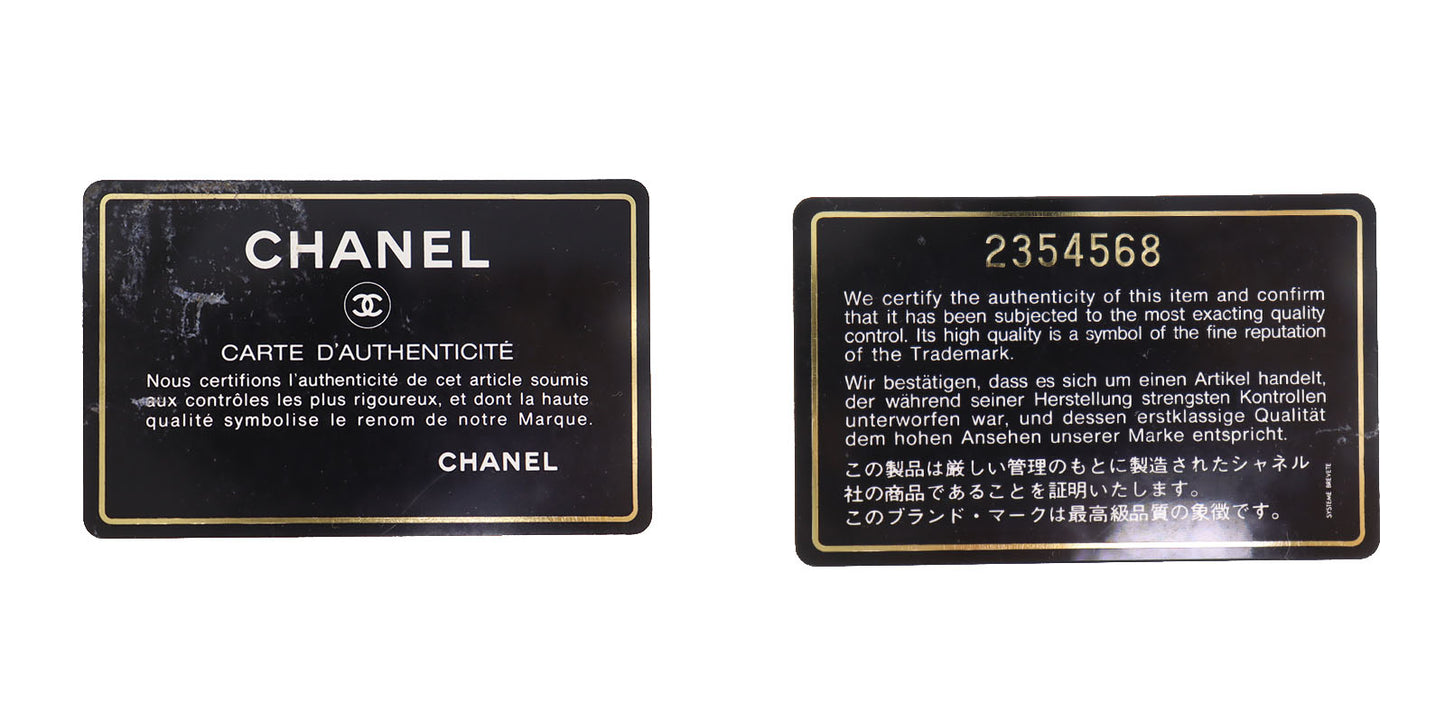 CHANEL
CARTE D'AUTHENTICITÉ
Nous certifions l'authenticité de cet article soumis
aux contrôles les plus rigoureux, et dont la haute
qualité symbolise le renom de notre Marque.
CHANEL
2354568
We certify the authenticity of this item and confirm
that it has been subjected to the most exacting quality
control. Its high quality is a symbol of the fine reputation
of the Trademark.
Wir bestätigen, dass es sich um einen Artikel handelt,
der während seiner Herstellung strengsten Kontrollen
unterworfen war, und dessen erstklassige Qualität
dem hohen Ansehen unserer Marke entspricht.
この製品は厳しい管理のもとに製造されたシャネル
社の商品であることを証明いたします。
このブランド・マークは最高級品質の象徴です。
SYSTEME BREVETE